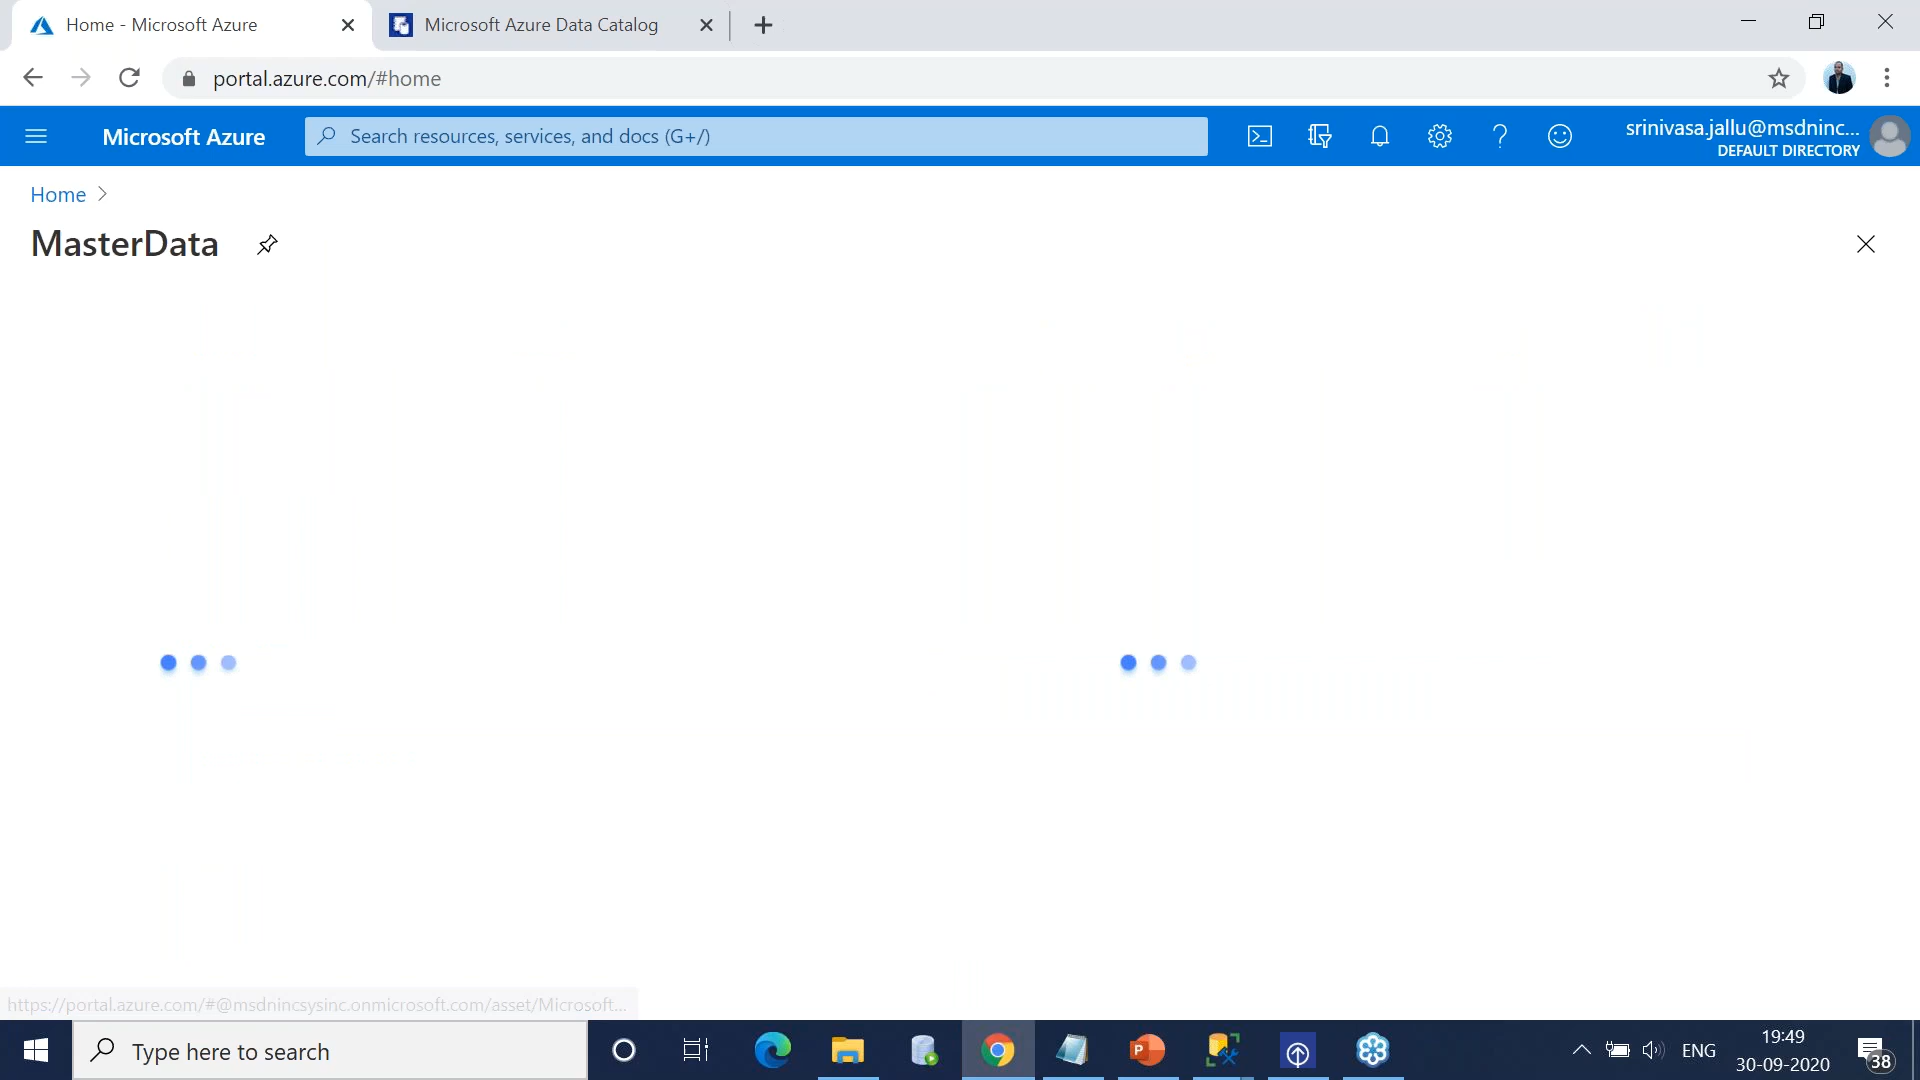 Home - Microsoft Azure
Microsoft Azure Data Catalog
portal.azure.com/#home
Microsoft Azure
Search resources, services, and docs (G+/)
srinivasa.jallu@msdninc...
DEFAULT DIRECTORY
Home
MasterData
https://portal.azure.com/#@msdnincsysinc.onmicrosoft.com/asset/Microsoft...
Type here to search
ENG
19:49
30-09-2020
38